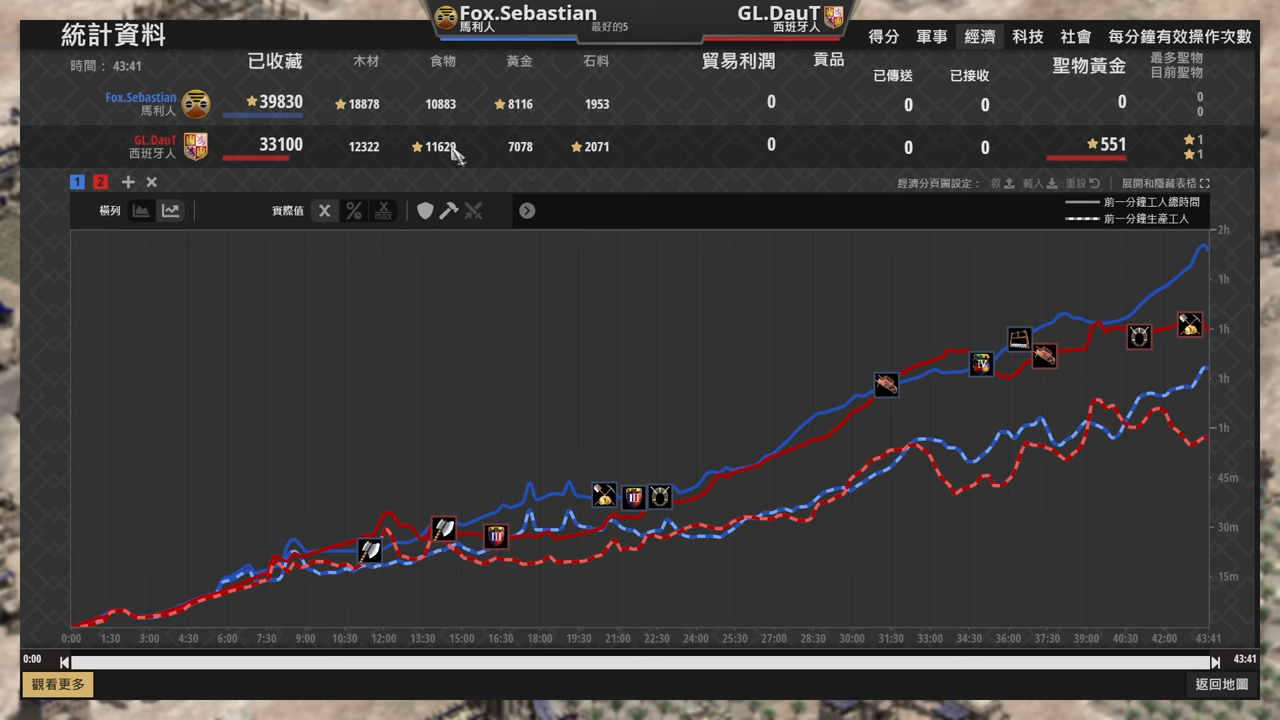 Fox.Sebastian
馬利人
最好的5
GL.DauT
西班牙人
統計資料
得分 軍事 經濟 科技 社會 每分鐘有效操作次數
時間： 43:41
已收藏 木材 食物 黃金 石料 貿易利潤 貢品 已傳送 已接收 聖物黃金 最多聖物
目前聖物
Fox.Sebastian
馬利人
39830 18878 10883 8116 1953 0 0 0 0 0
0
GL.DauT
西班牙人
33100 12322 11629 7078 2071 0 0 0 551 1
1
1 2
經濟分頁圖設定： 載入 重設 展開和隱藏表格
橫列 實際值 X % X
max
前一分鐘工人總時間
前一分鐘生產工人
2h
1h
1h
1h
1h
45m
30m
15m
III III IV
0:00 1:30 3:00 4:30 6:00 7:30 9:00 10:30 12:00 13:30 15:00 16:30 18:00 19:30 21:00 22:30 24:00 25:30 27:00 28:30 30:00 31:30 33:00 34:30 36:00 37:30 39:00 40:30 42:00 43:41
0:00 43:41
觀看更多 返回地圖